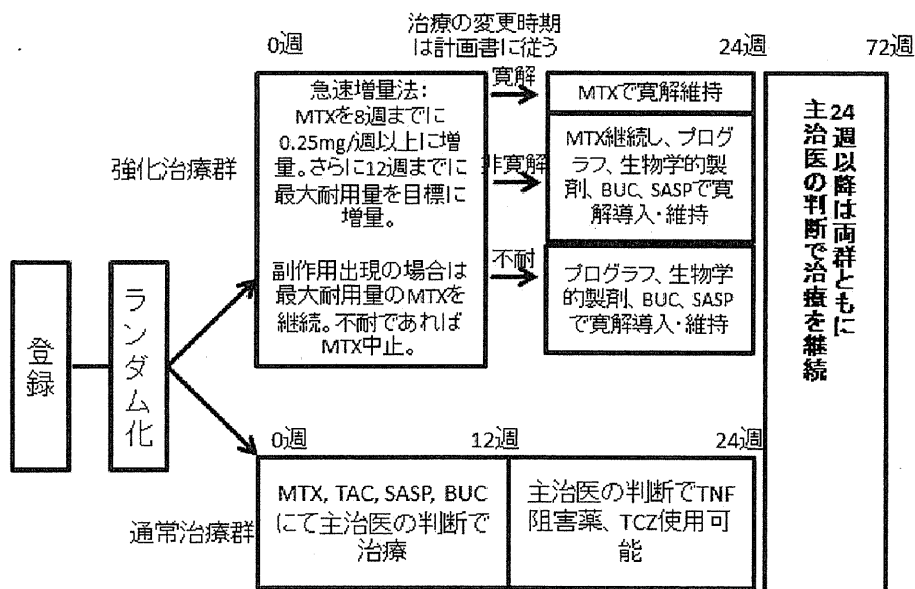 治療の変更時期
は計画書に従う
0週
24週
72週
強化治療群
急速増量法:
MTXを8週までに
0.25mg/週以上に増
量。さらに12週までに
最大耐用量を目標に
増量。
副作用出現の場合は
最大耐用量のMTXを
継続。不耐であれば
MTX中止。
寛解
MTXで寛解維持
非寛解
MTX継続し、プログ
ラフ、生物学的製
剤、BUC、SASPで寛
解導入・維持
不耐
プログラフ、生物学
的製剤、BUC、SASP
で寛解導入・維持
24週以降は両群ともに
主治医の判断で治療を継続
登録
ランダム化
0週
12週
24週
通常治療群
MTX, TAC, SASP, BUC
にて主治医の判断で
治療
主治医の判断でTNF
阻害薬、TCZ使用可
能